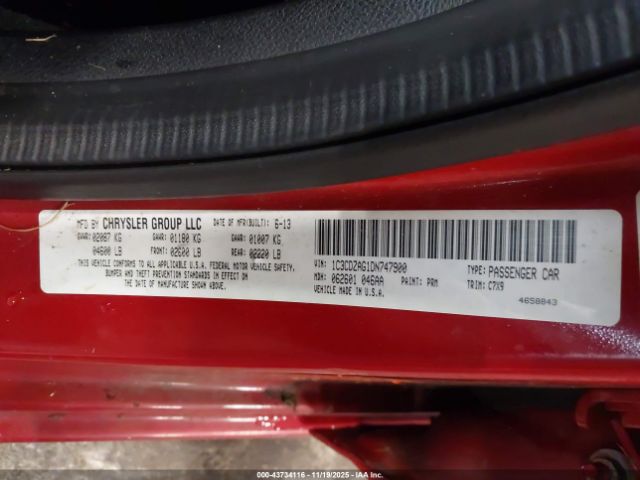 MFG BY CHRYSLER GROUP LLC DATE OF MFR(BUILT): 6-13
GVWR: 02087 KG GAWR: 01180 KG GAWR: 01007 KG
04600 LB FRONT: 02600 LB REAR: 02220 LB
THIS VEHICLE CONFORMS TO ALL APPLICABLE U.S.A. FEDERAL MOTOR VEHICLE SAFETY,
BUMPER AND THEFT PREVENTION STANDARDS IN EFFECT ON
THE DATE OF MANUFACTURE SHOWN ABOVE.
VIN: 1C3CDZAG1DN747900 TYPE: PASSENGER CAR
MDH: 062601 046AA PAINT: PRM TRIM: C7X9
VEHICLE MADE IN U.S.A. 46588843
000-43734116 - 11/19/2025 - IAA Inc.